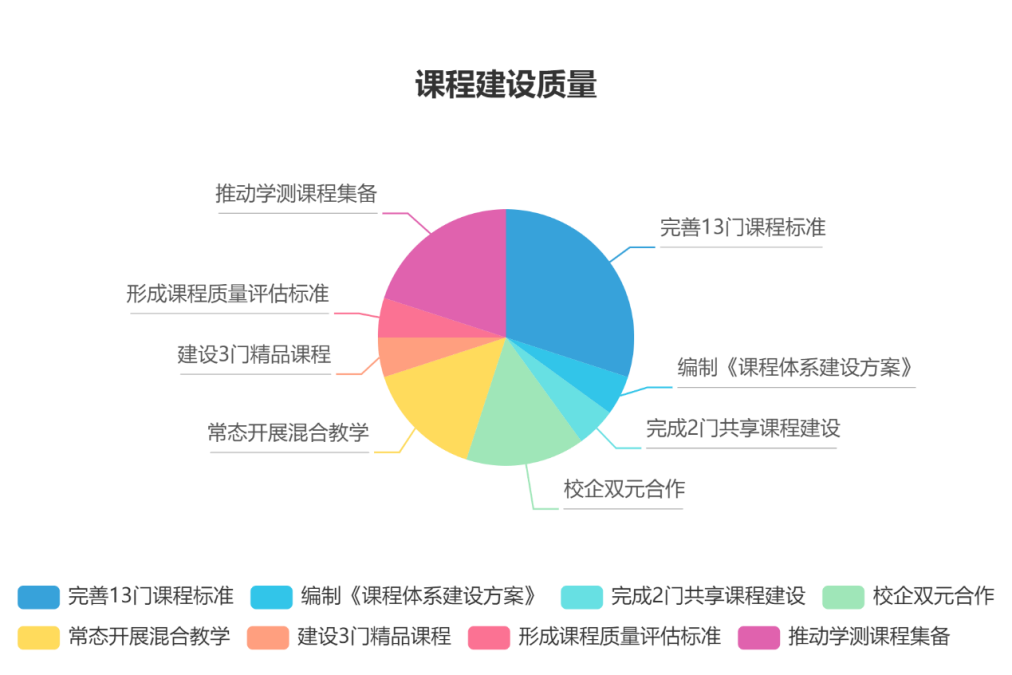 课程建设质量
推动学测课程集备
完善13门课程标准
形成课程质量评估标准
建设3门精品课程
编制《课程体系建设方案》
常态开展混合教学
完成2门共享课程建设
校企双元合作
完善13门课程标准 编制《课程体系建设方案》 完成2门共享课程建设 校企双元合作
常态开展混合教学 建设3门精品课程 形成课程质量评估标准 推动学测课程集备